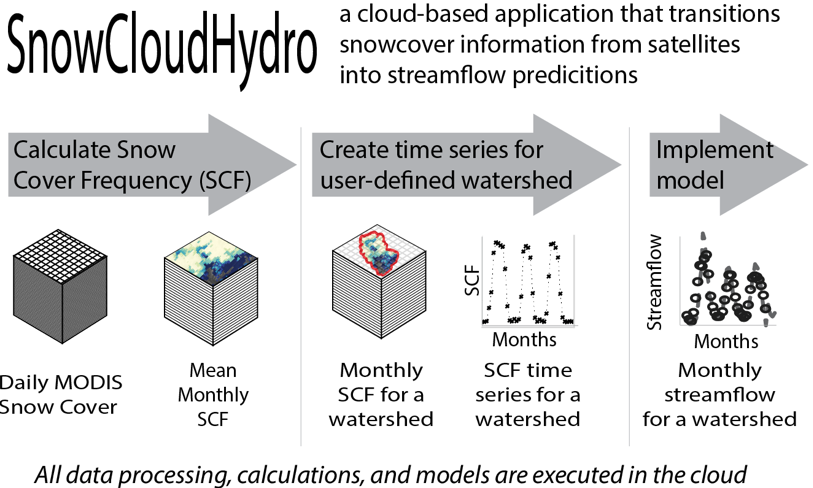 SnowCloudHydro
a cloud-based application that transitions
snowcover information from satellites
into streamflow predicitions
Calculate Snow
Cover Frequency (SCF)
Create time series for
user-defined watershed
Implement
model
SCF
Months
Streamflow
Months
Daily MODIS
Snow Cover
Mean
Monthly
SCF
Monthly
SCF for a
watershed
SCF time
series for a
watershed
Monthly
streamflow
for a watershed
All data processing, calculations, and models are executed in the cloud